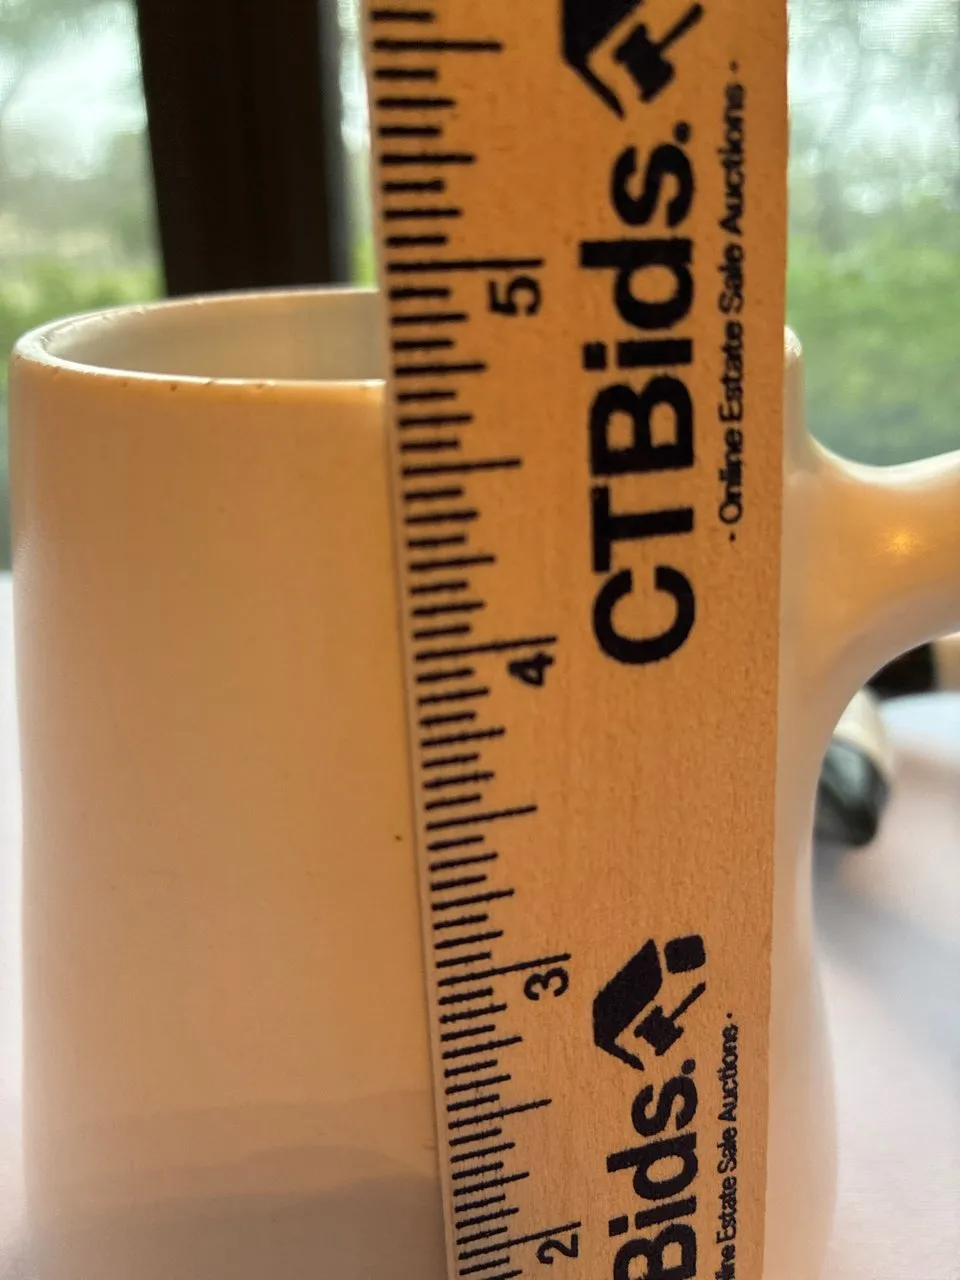 CTBids.
· Online Estate Sale Auctions ·
5
4
3
2
Bids.
Estate Sale Auctions ·